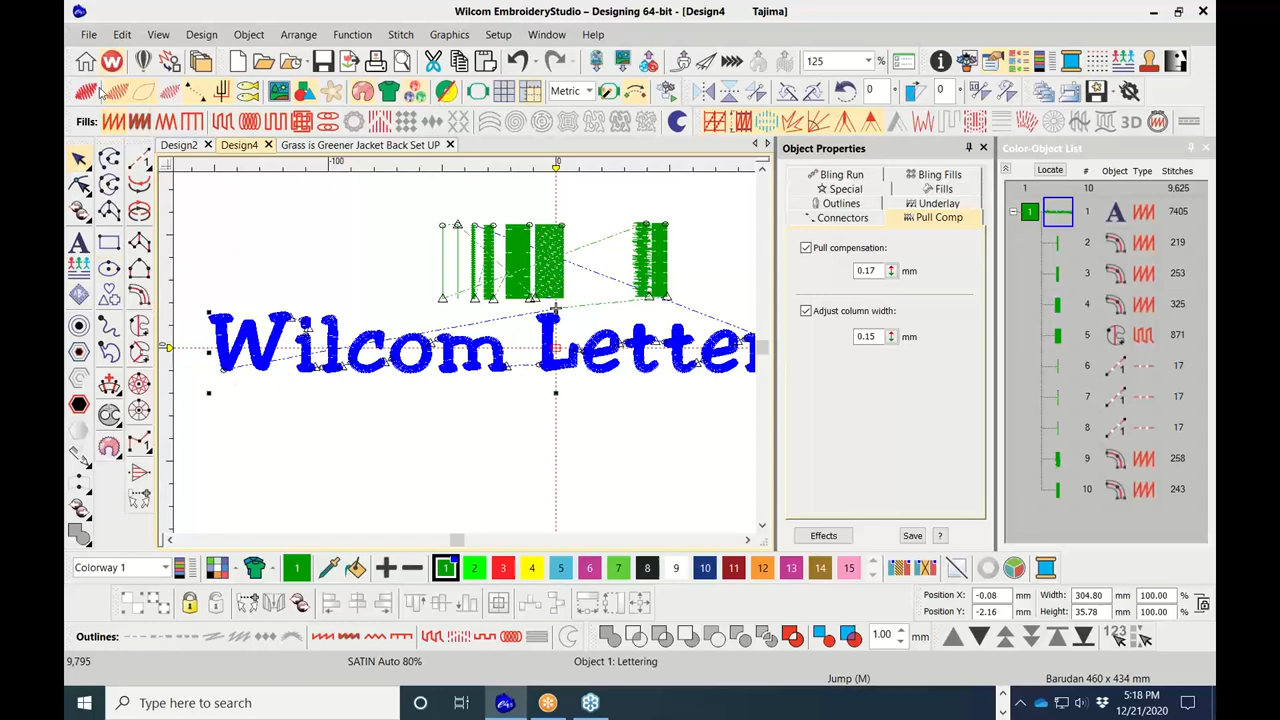 Wilcom EmbroideryStudio – Designing 64-bit - [Design4        Tajima]
File Edit View Design Object Arrange Function Stitch Graphics Setup Window Help
125 %
Metric 0 0
Fills: 3D
Design2 Design4 Grass is Greener Jacket Back Set UP
Object Properties
Color-Object List
-100 0
Bling Run Bling Fills
Special Fills
Outlines Underlay
Connectors Pull Comp
Locate # Object Type Stitches
1 10 9.625
1 1 A 7405
2 219
3 253
4 325
5 871
6 17
7 17
8 17
9 258
10 243
Pull compensation:
0.17 mm
Adjust column width:
0.15 mm
Wilcom Letter
Effects Save ?
Colorway 1 1 1 2 3 4 5 6 7 8 9 10 11 12 13 14 15
Position X: -0.08 mm Width: 304.80 mm 100.00 %
Position Y: -2.16 mm Height: 35.78 mm 100.00 %
Outlines: 1.00 mm 123
9,795 SATIN Auto 80% Object 1: Lettering
Jump (M) Barudan 460 x 434 mm
Type here to search
5:18 PM
12/21/2020